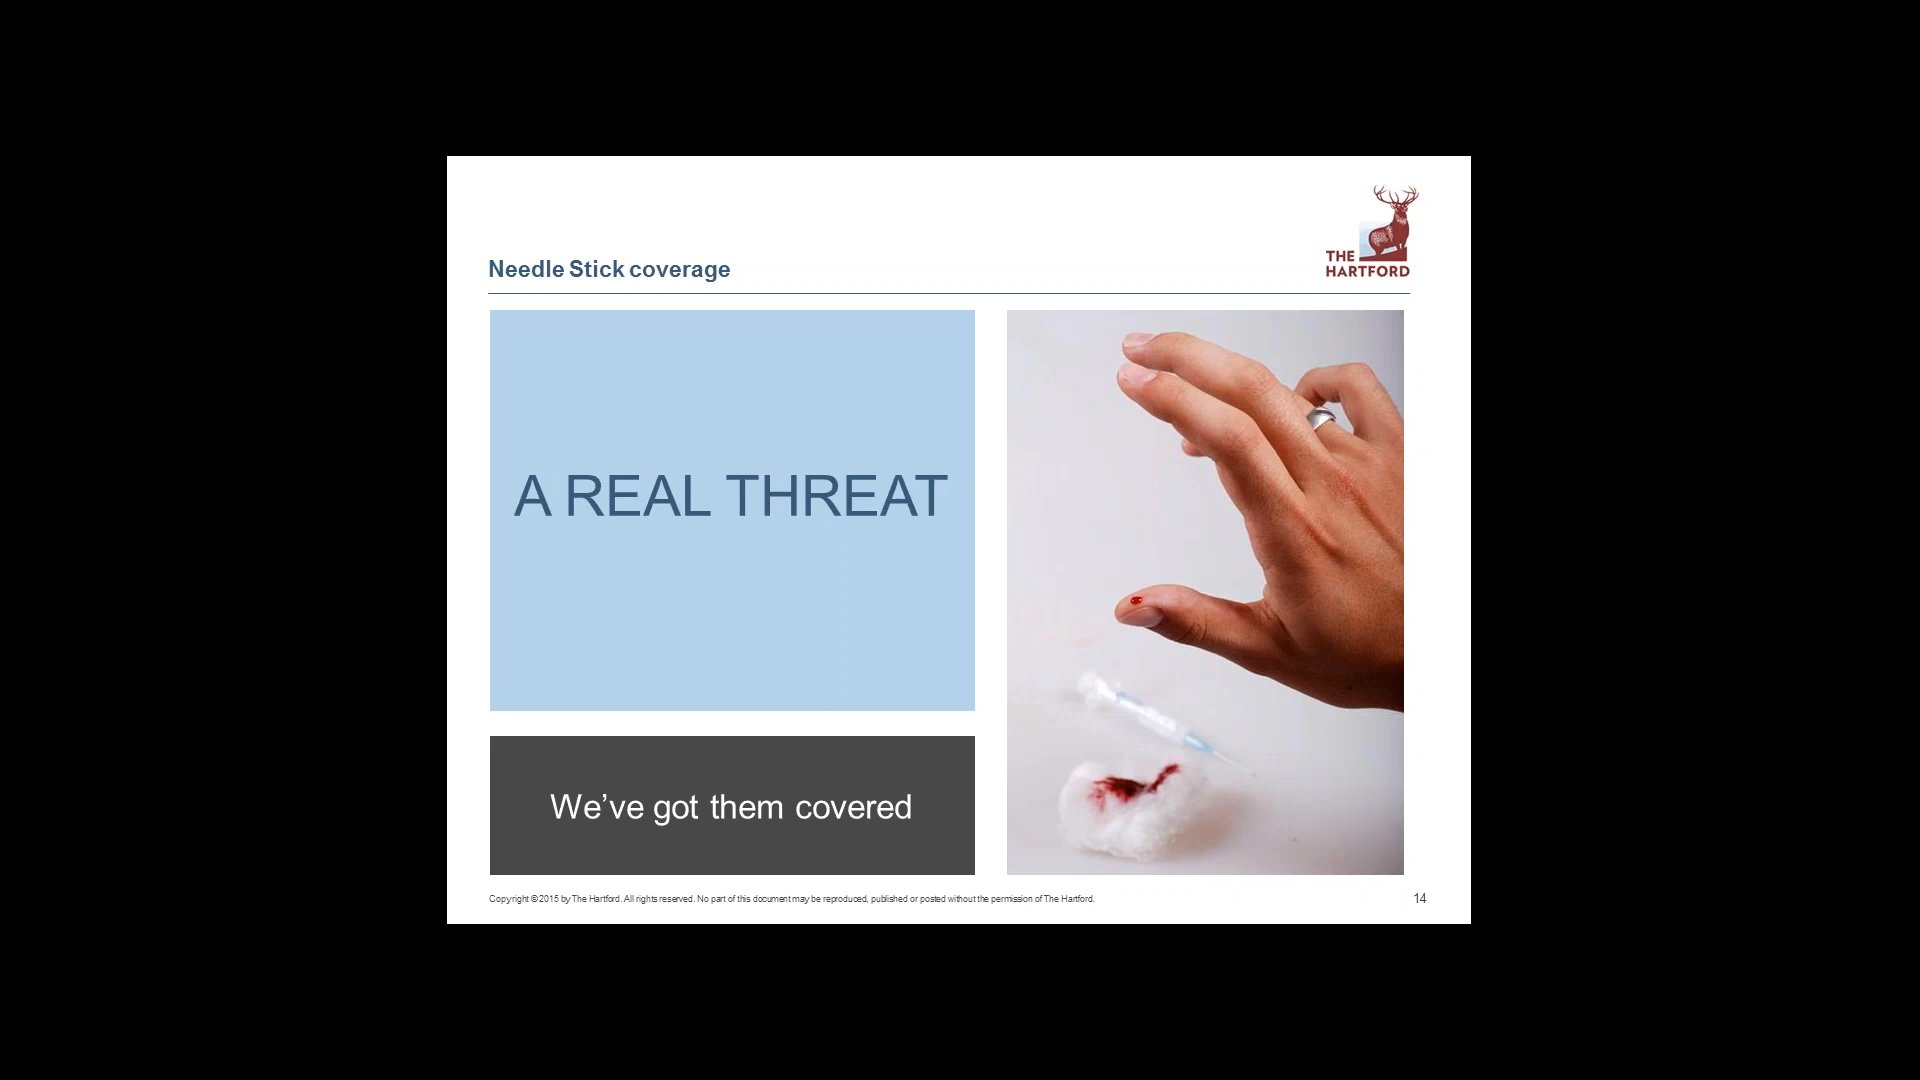 THE
HARTFORD
Needle Stick coverage
A REAL THREAT
We’ve got them covered
Copyright © 2015 by The Hartford. All rights reserved. No part of this document may be reproduced, published or posted without the permission of The Hartford.
14